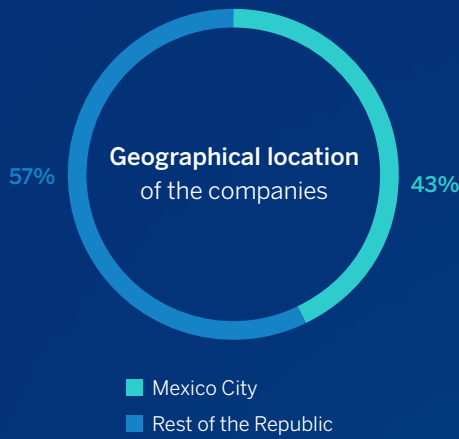 Geographical location
of the companies
57%
43%
Mexico City
Rest of the Republic